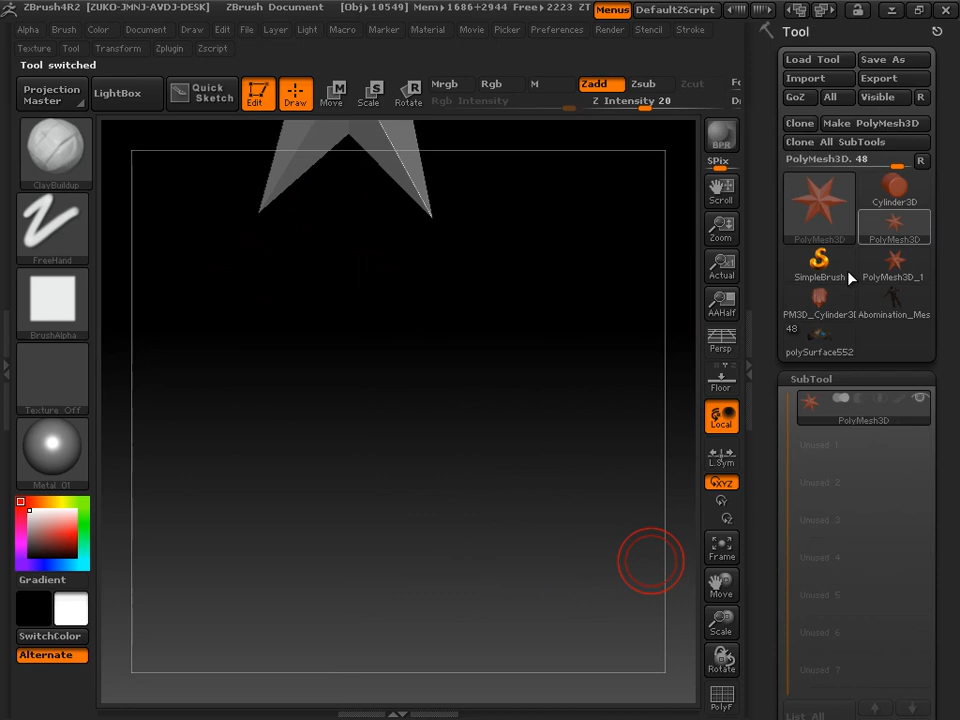 ZBrush4R2 [ZUKO-JMNJ-AVDJ-DESK] ZBrush Document [Obj▸10549] Mem▸1686+2944 Free▸2223 ZT Menus DefaultZScript
Alpha Brush Color Document Draw Edit File Layer Light Macro Marker Material Movie Picker Preferences Render Stencil Stroke
Texture Tool Transform Zplugin Zscript
Tool switched
Projection Master
LightBox
Quick Sketch
Edit
Draw
Move
Scale
Rotate
Mrgb Rgb M Zadd Zsub Zcut
Rgb Intensity Z Intensity 20
ClayBuildup
FreeHand
BrushAlpha
Texture Off
Metal 01
Gradient
SwitchColor
Alternate
BPR
SPix
Scroll
Zoom
Actual
AAHalf
Persp
Floor
Local
L.Sym
XYZ
Y
Z
Frame
Move
Scale
Rotate
PolyF
Tool
Load Tool Save As
Import Export
GoZ All Visible R
Clone Make PolyMesh3D
Clone All SubTools
PolyMesh3D. 48 R
PolyMesh3D
Cylinder3D
PolyMesh3D
SimpleBrush PolyMesh3D_1
PM3D_Cylinder3D Abomination_Mes
48
polySurface552
SubTool
PolyMesh3D
Unused 1
Unused 2
Unused 3
Unused 4
Unused 5
Unused 6
Unused 7
List All